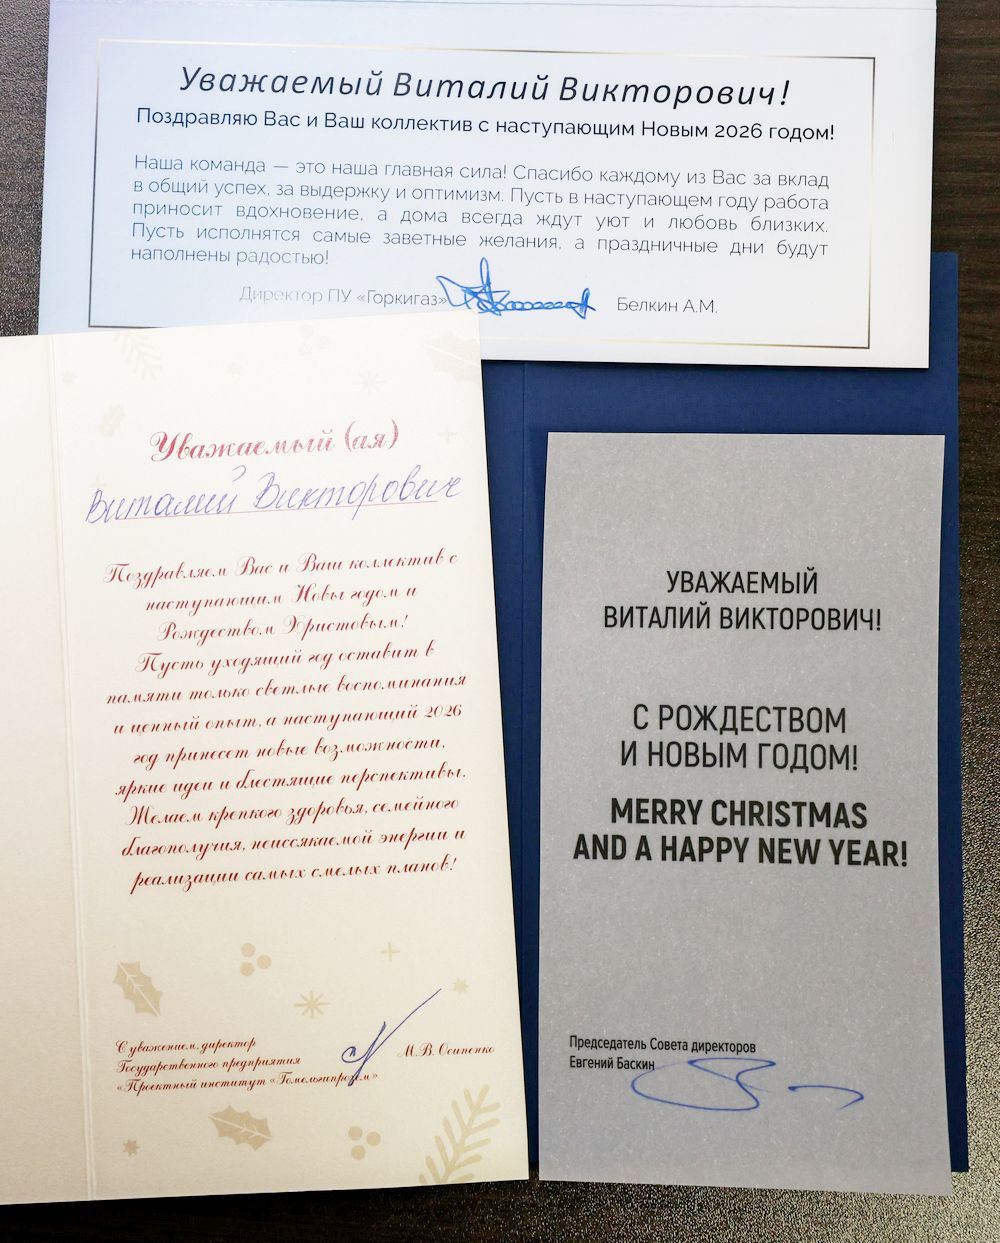 Уважаемый Виталий Викторович!
Поздравляю Вас и Ваш коллектив с наступающим Новым 2026 годом!
Наша команда — это наша главная сила! Спасибо каждому из Вас за вклад
в общий успех, за выдержку и оптимизм. Пусть в наступающем году работа
приносит вдохновение, а дома всегда ждут уют и любовь близких.
Пусть исполнятся самые заветные желания, а праздничные дни будут
наполнены радостью!
Директор ПУ «Горкигаз» Белкин А.М.
Уважаемый (ая)
Виталий Викторович
Поздравляем Вас и Ваш коллектив с
наступающим Новы годом и
Рождеством Христовым!
Пусть уходящий год оставит в
памяти только светлые воспоминания
и ценный опыт, а наступающий 2026
год принесет новые возможности,
яркие идеи и блестящие перспективы.
Желаем крепкого здоровья, семейного
благополучия, неиссякаемой энергии и
реализации самых смелых планов!
С уважением, директор
Государственного предприятия
«Проектный институт «Гомельгипрозем»
М.В. Осипенко
УВАЖАЕМЫЙ
ВИТАЛИЙ ВИКТОРОВИЧ!
С РОЖДЕСТВОМ
И НОВЫМ ГОДОМ!
MERRY CHRISTMAS
AND A HAPPY NEW YEAR!
Председатель Совета директоров
Евгений Баскин